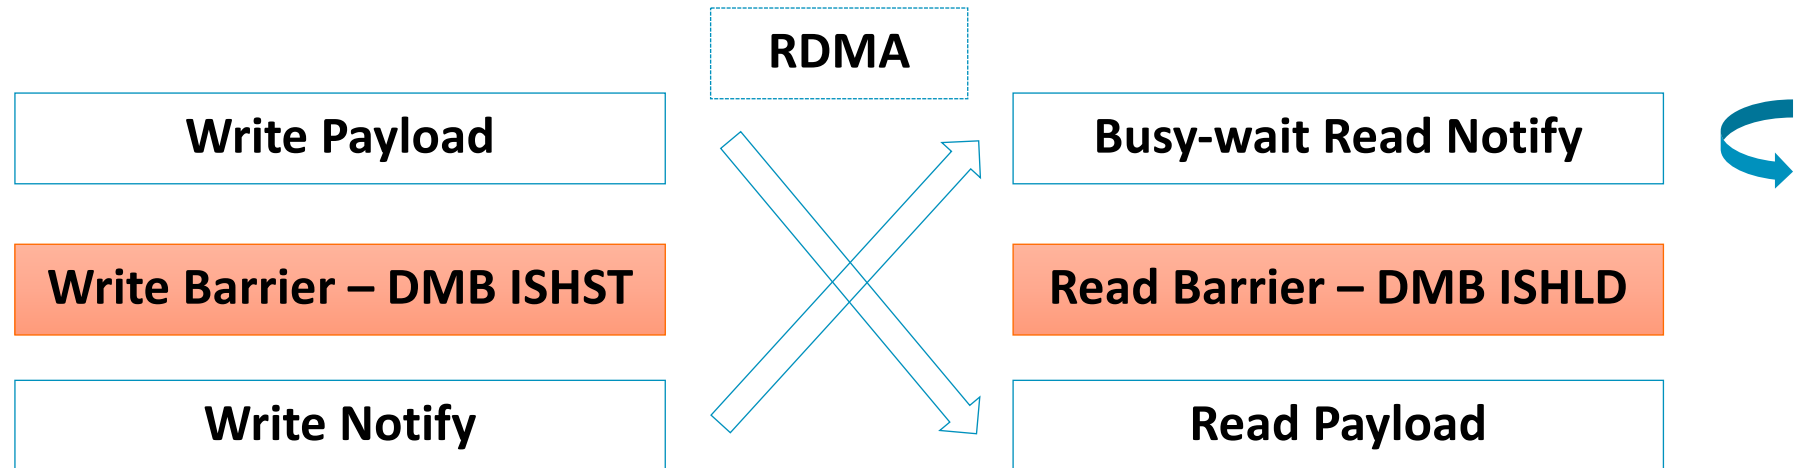 RDMA
Write Payload
Busy-wait Read Notify
Write Barrier – DMB ISHST
Read Barrier – DMB ISHLD
Write Notify
Read Payload